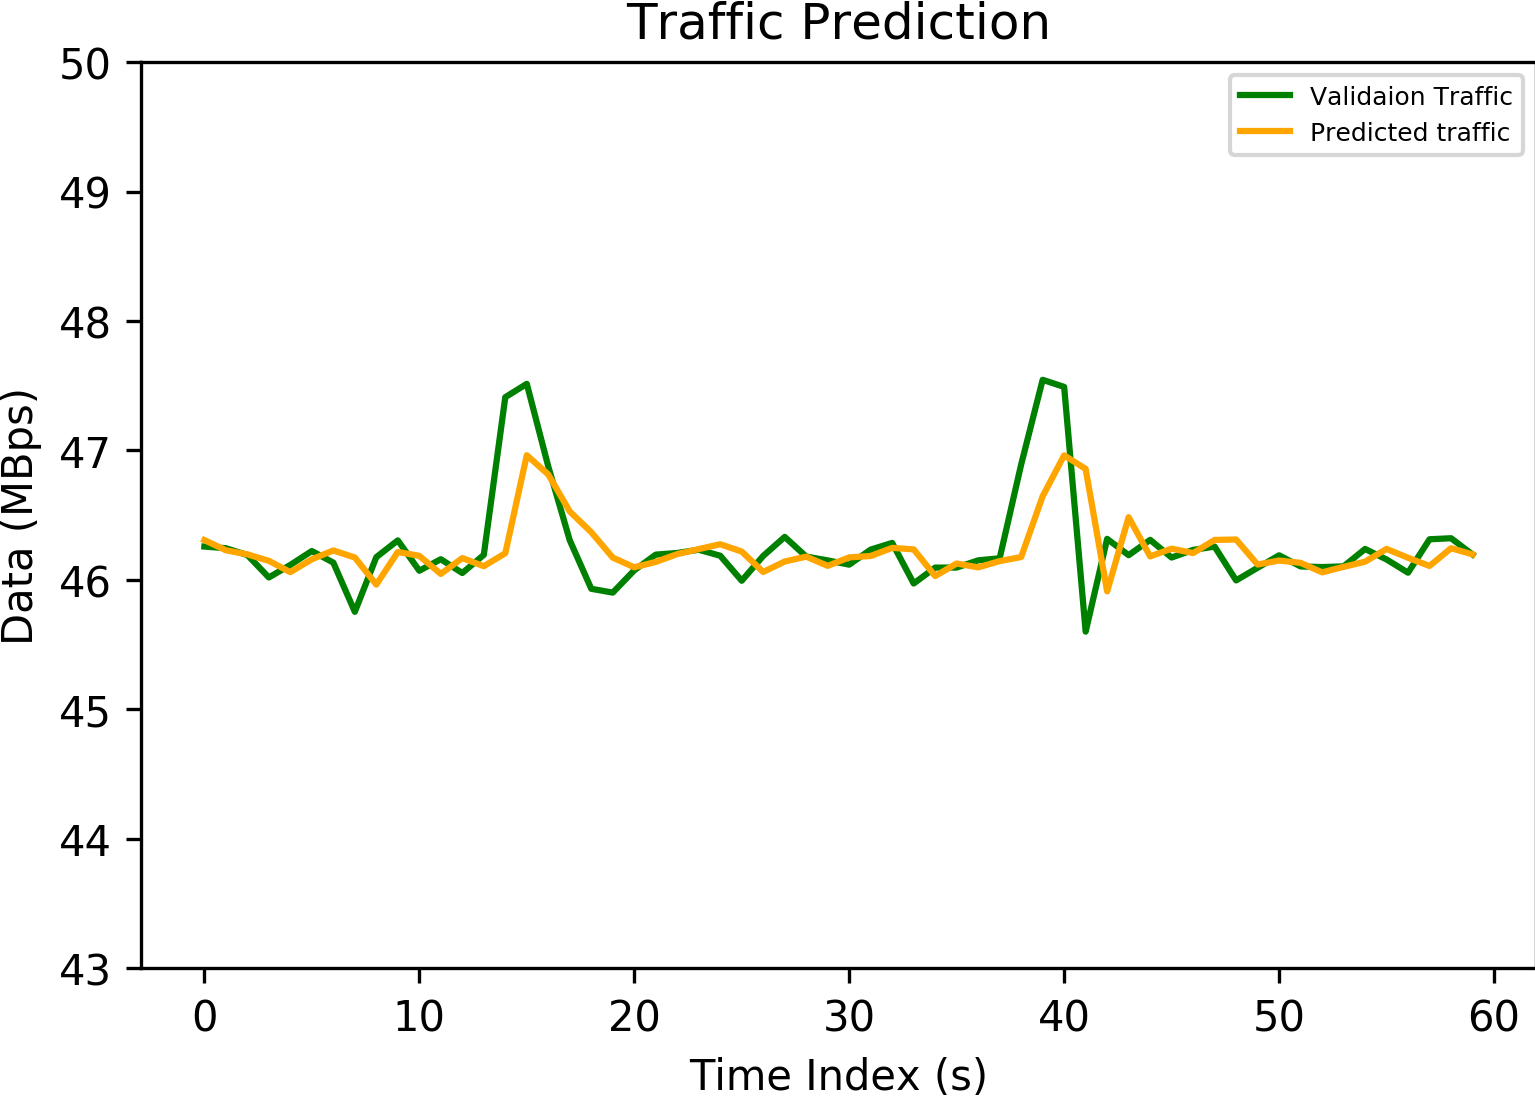 Traffic Prediction
Validaion Traffic
Predicted traffic
50
49
48
47
46
45
44
43
Data (MBps)
0 10 20 30 40 50 60
Time Index (s)